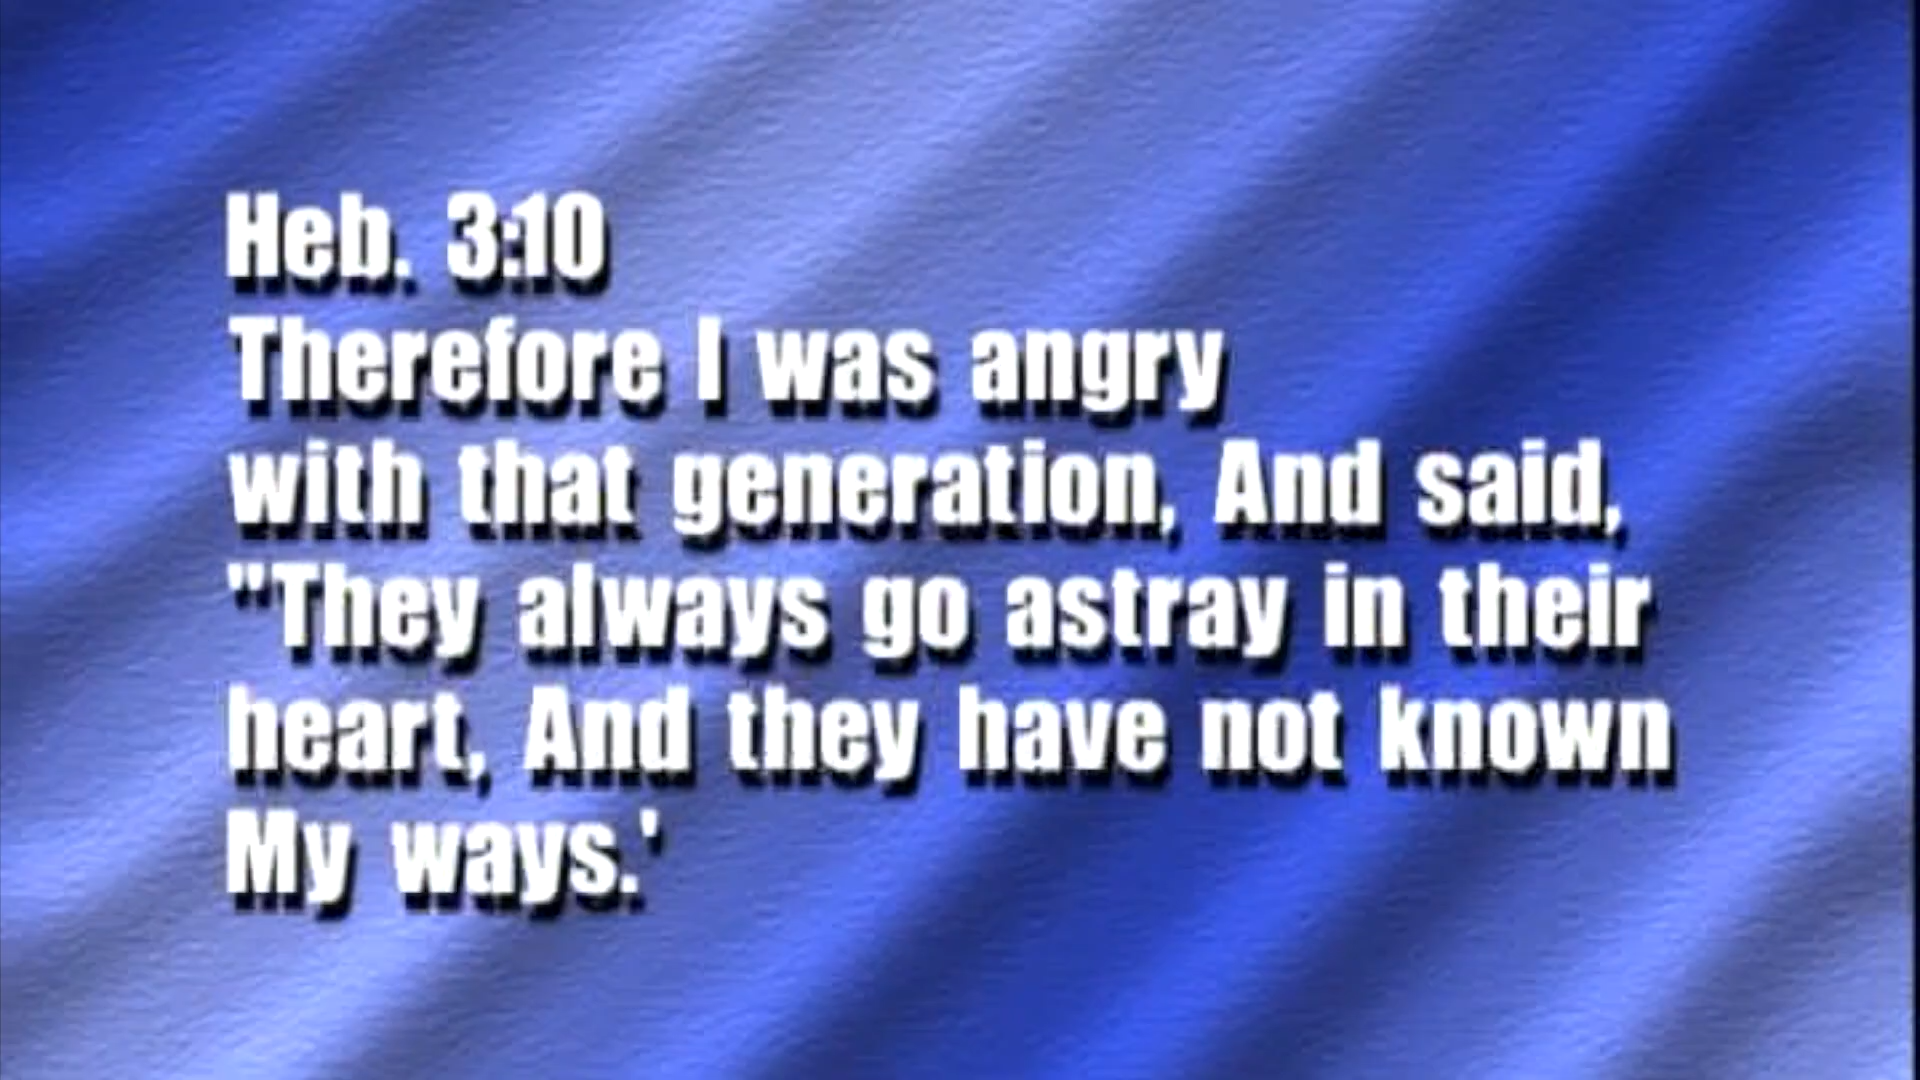 Heb. 3:10
Therefore I was angry
with that generation, And said,
"They always go astray in their
heart, And they have not known
My ways.'